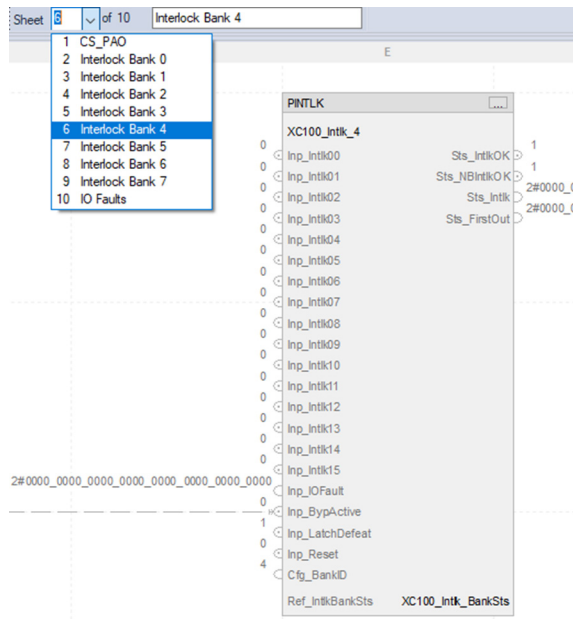 Sheet 6 of 10 Interlock Bank 4
1 CS_PAO
2 Interlock Bank 0
3 Interlock Bank 1
4 Interlock Bank 2
5 Interlock Bank 3
6 Interlock Bank 4
7 Interlock Bank 5
8 Interlock Bank 6
9 Interlock Bank 7
10 IO Faults
E
PINTLK ...
XC100_Intlk_4
0 Inp_Intlk00 Sts_IntlkOK 1
0 Inp_Intlk01 Sts_NBIntlkOK 1
0 Inp_Intlk02 Sts_Intlk 2#0000_0
0 Inp_Intlk03 Sts_FirstOut 2#0000_0
0 Inp_Intlk04
0 Inp_Intlk05
0 Inp_Intlk06
0 Inp_Intlk07
0 Inp_Intlk08
0 Inp_Intlk09
0 Inp_Intlk10
0 Inp_Intlk11
0 Inp_Intlk12
0 Inp_Intlk13
0 Inp_Intlk14
0 Inp_Intlk15
2#0000_0000_0000_0000_0000_0000_0000_0000 Inp_IOFault
0 Inp_BypActive
1 Inp_LatchDefeat
0 Inp_Reset
4 Cfg_BankID
Ref_IntlkBankSts XC100_Intlk_BankSts